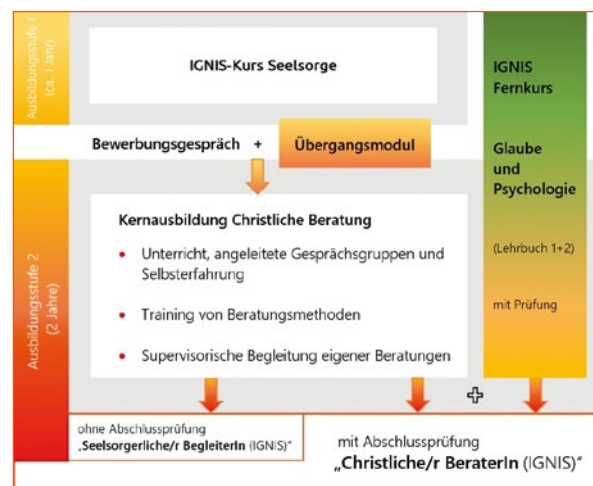 Ausbildungsstufe 1
(ca. 1 Jahr)
IGNIS-Kurs Seelsorge
Bewerbungsgespräch +
Übergangsmodul
Ausbildungsstufe 2
(2 Jahre)
Kernausbildung Christliche Beratung
• Unterricht, angeleitete Gesprächsgruppen und
Selbsterfahrung
• Training von Beratungsmethoden
• Supervisorische Begleitung eigener Beratungen
IGNIS
Fernkurs
Glaube
und
Psychologie
(Lehrbuch 1+2)
mit Prüfung
ohne Abschlussprüfung
„Seelsorgerliche/r BegleiterIn (IGNIS)“
mit Abschlussprüfung
„Christliche/r BeraterIn (IGNIS)“